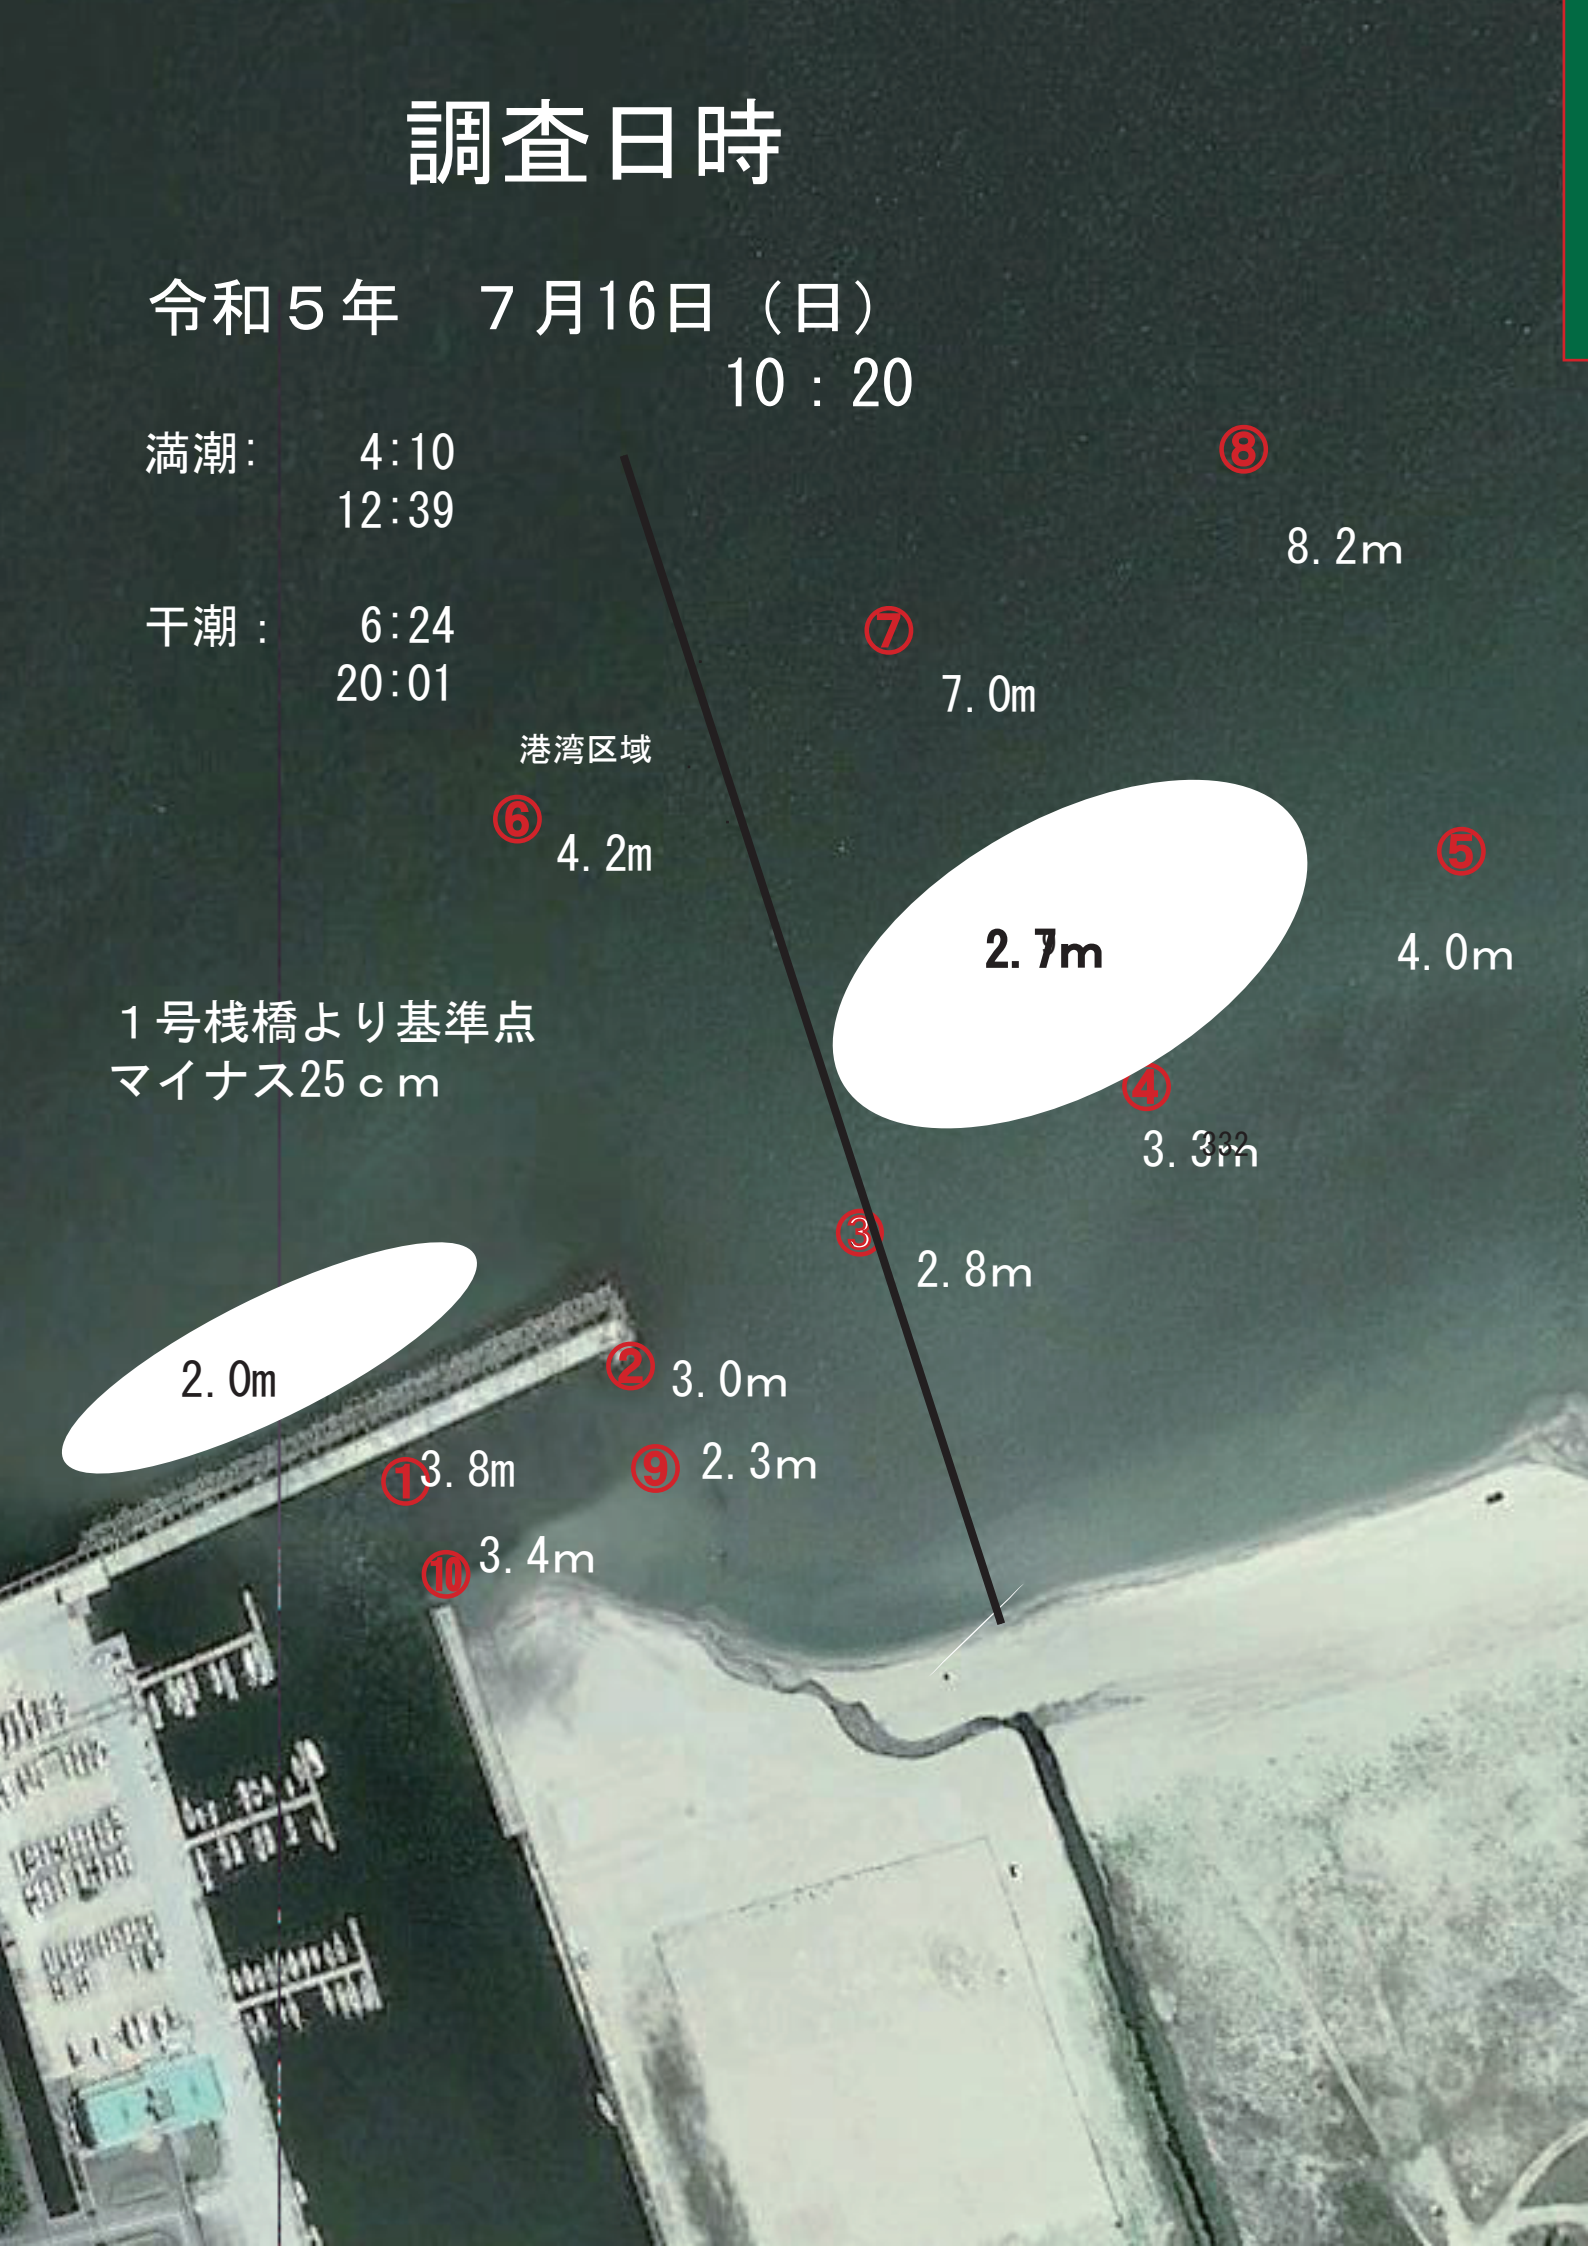 調査日時
令和５年　７月16日（日）
10：20
満潮:　4:10
12:39
干潮：　6:24
20:01
⑧
8.2m
⑦
7.0m
港湾区域
⑥
4.2m
⑤
4.0m
１号桟橋より基準点
マイナス25ｃｍ
④
3.3m
③
2.8m
2.0m
②　3.0m
⑨　2.3m
①3.8m
⑩3.4m